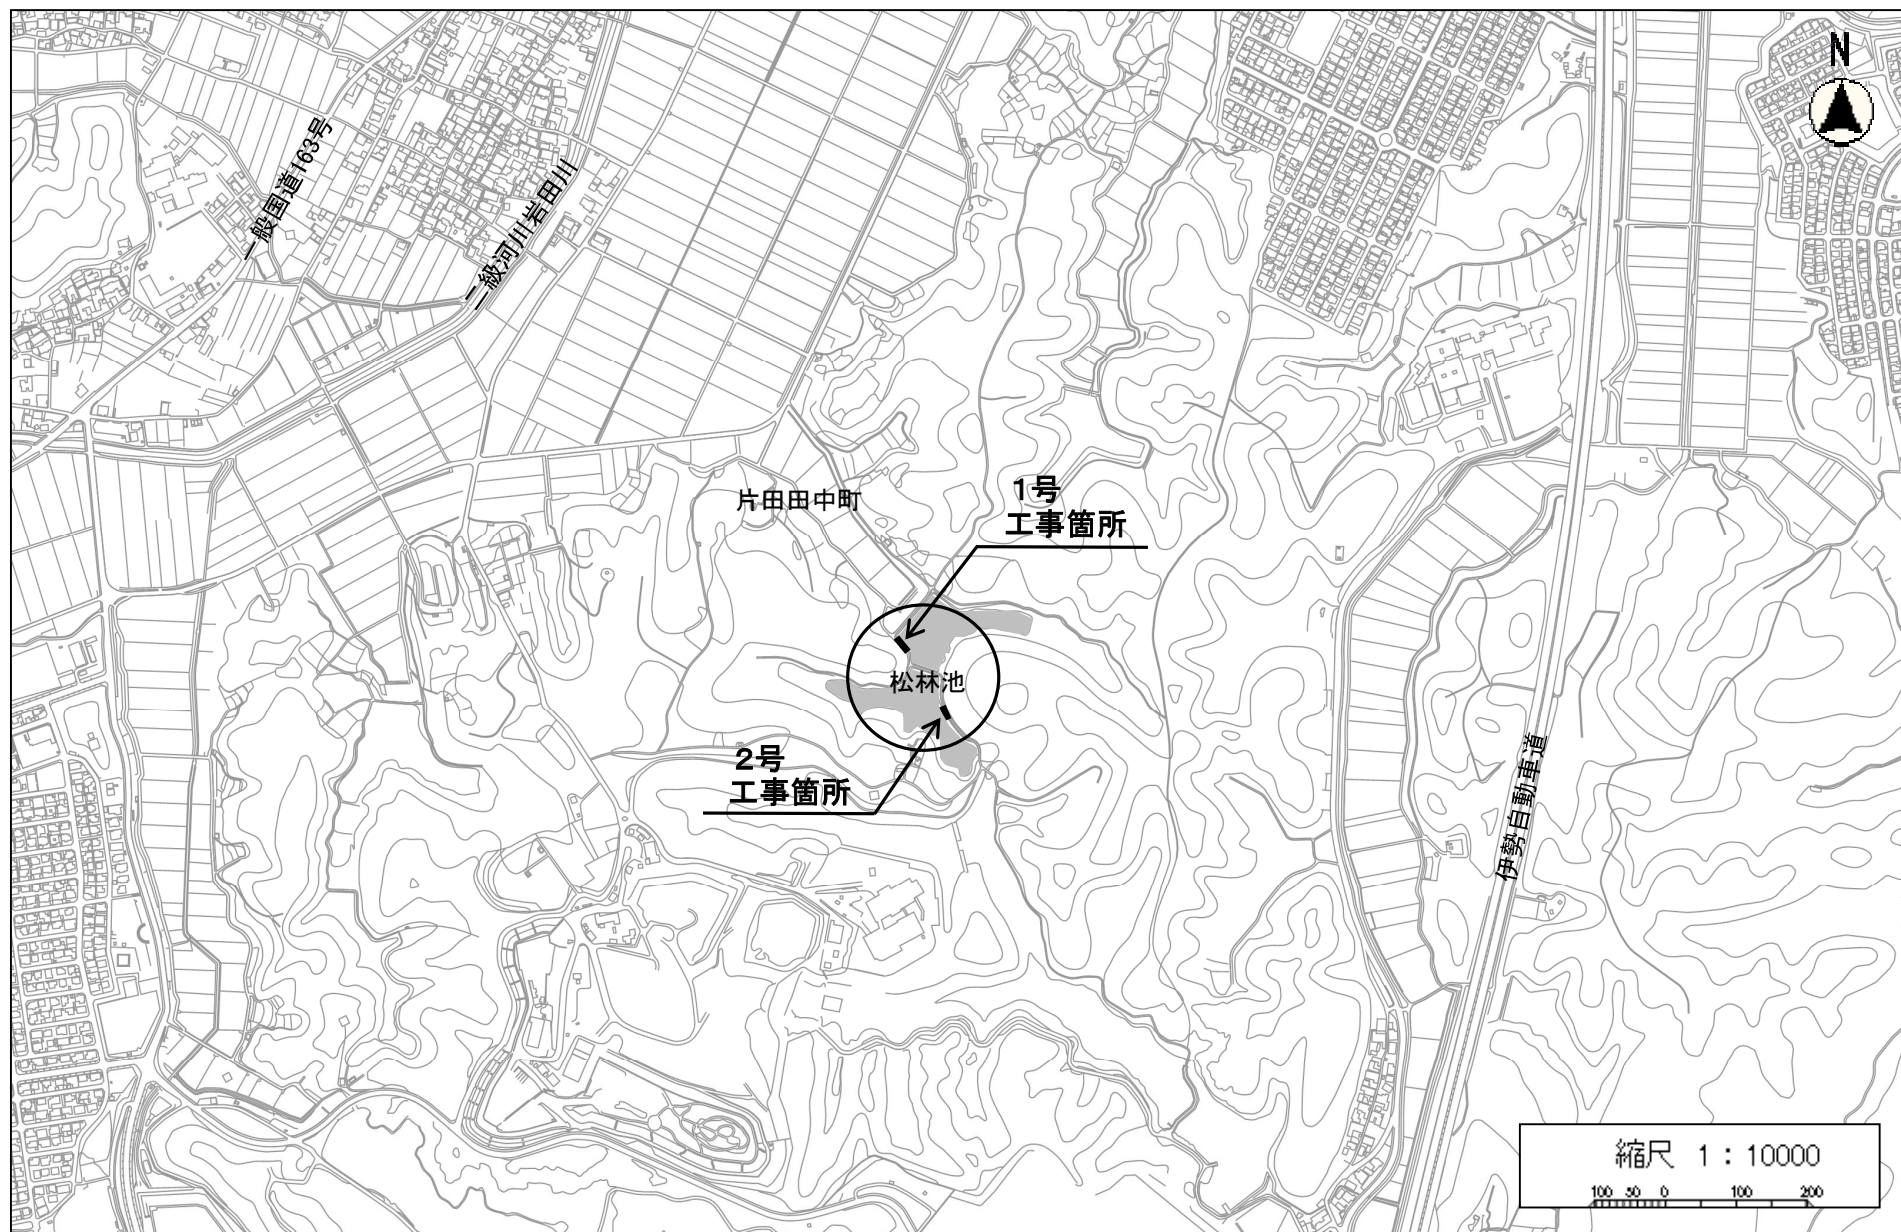 N
一般国道163号
二級河川岩田川
片田田中町
1号
工事箇所
松林池
2号
工事箇所
伊勢自動車道
縮尺 1:10000
100 50 0 100 200